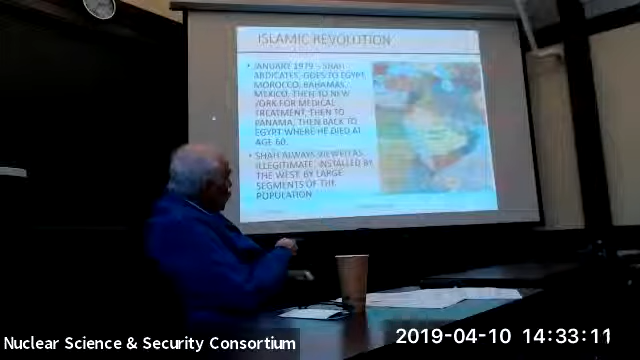 ISLAMIC REVOLUTION
• JANUARY 1979 – SHAH
ABDICATES, GOES TO EGYPT,
MOROCCO, BAHAMAS,
MEXICO, THEN TO NEW
YORK FOR MEDICAL
TREATMENT, THEN TO
PANAMA, THEN BACK TO
EGYPT WHERE HE DIED AT
AGE 60.
• SHAH ALWAYS VIEWED AS
ILLEGITIMATE, INSTALLED BY
THE WEST, BY LARGE
SEGMENTS OF THE
POPULATION
Nuclear Science & Security Consortium
2019-04-10 14:33:11